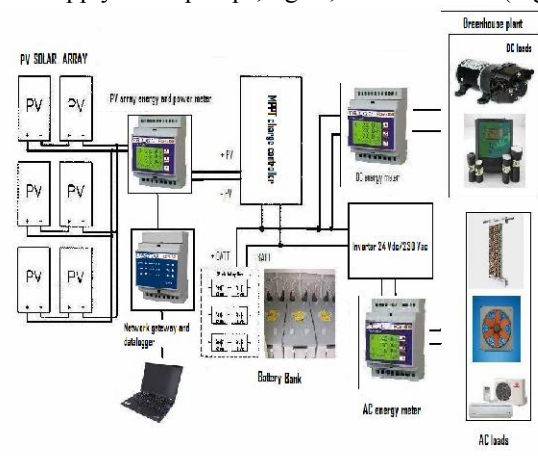 Greenhouse plant
DC loads
PV SOLAR ARRAY
PV
PV
PV array energy and power meter
MPPT charge controller
+ PV
- PV
DC energy meter
PV
PV
Inverter 24 Vdc/230 Vac
+ BATT
BATT
PV
PV
Network gateway and
datalogger
Battery Bank
AC energy meter
AC loads